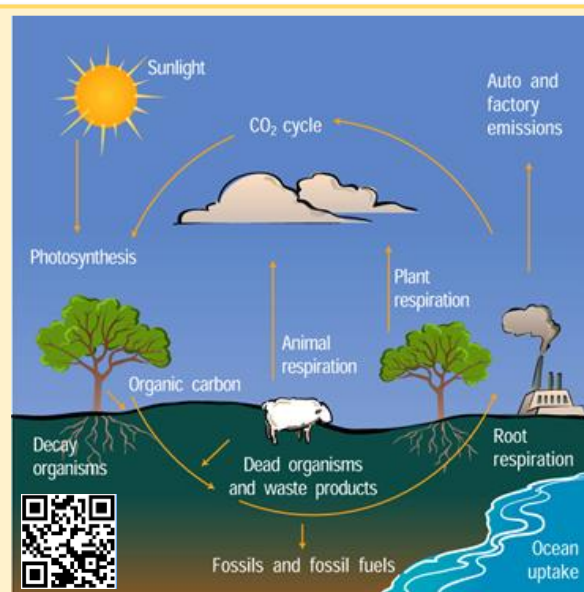 Sunlight
Auto and
factory
emissions
CO₂ cycle
Photosynthesis
Plant
respiration
Animal
respiration
Organic carbon
Decay
organisms
Dead organisms
and waste products
Root
respiration
Fossils and fossil fuels
Ocean
uptake